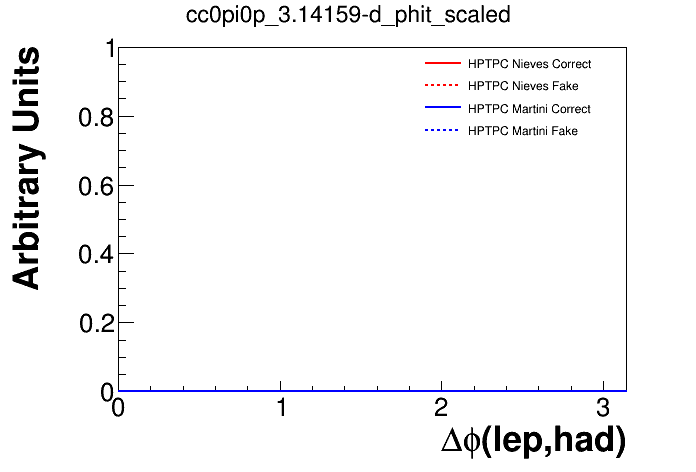 cc0pi0p_3.14159-d_phit_scaled
Arbitrary Units
1
0.8
0.6
0.4
0.2
0
HPTPC Nieves Correct
HPTPC Nieves Fake
HPTPC Martini Correct
HPTPC Martini Fake
0 1 2 3
Δϕ(lep,had)